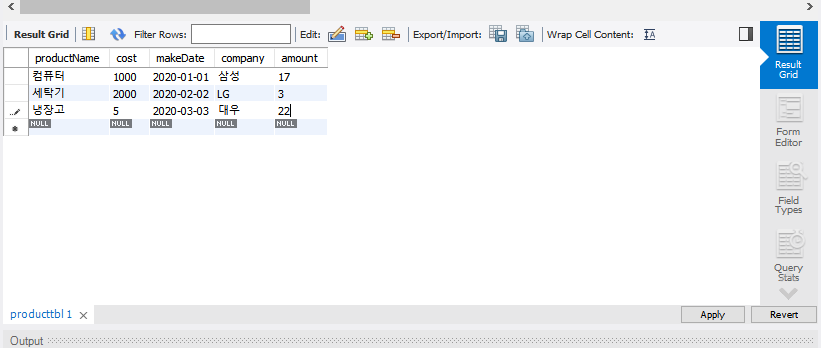 Result Grid Filter Rows: Edit: Export/Import: Wrap Cell Content: IA
productName cost makeDate company amount
컴퓨터 1000 2020-01-01 삼성 17
세탁기 2000 2020-02-02 LG 3
냉장고 5 2020-03-03 대우 22
NULL NULL NULL NULL NULL
Result
Grid
Form
Editor
Field
Types
Query
Stats
producttbl 1 Apply Revert
Output